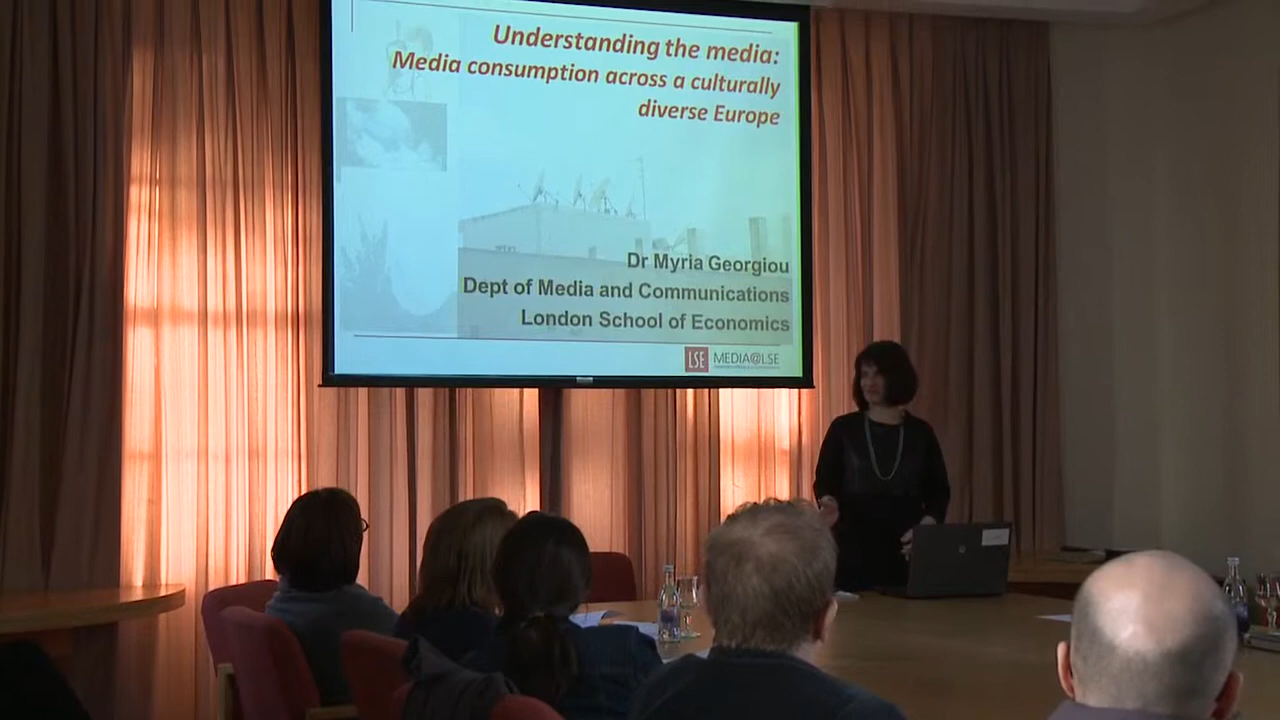 Understanding the media:
Media consumption across a culturally
diverse Europe
Dr Myria Georgiou
Dept of Media and Communications
London School of Economics
LSE MEDIA@LSE